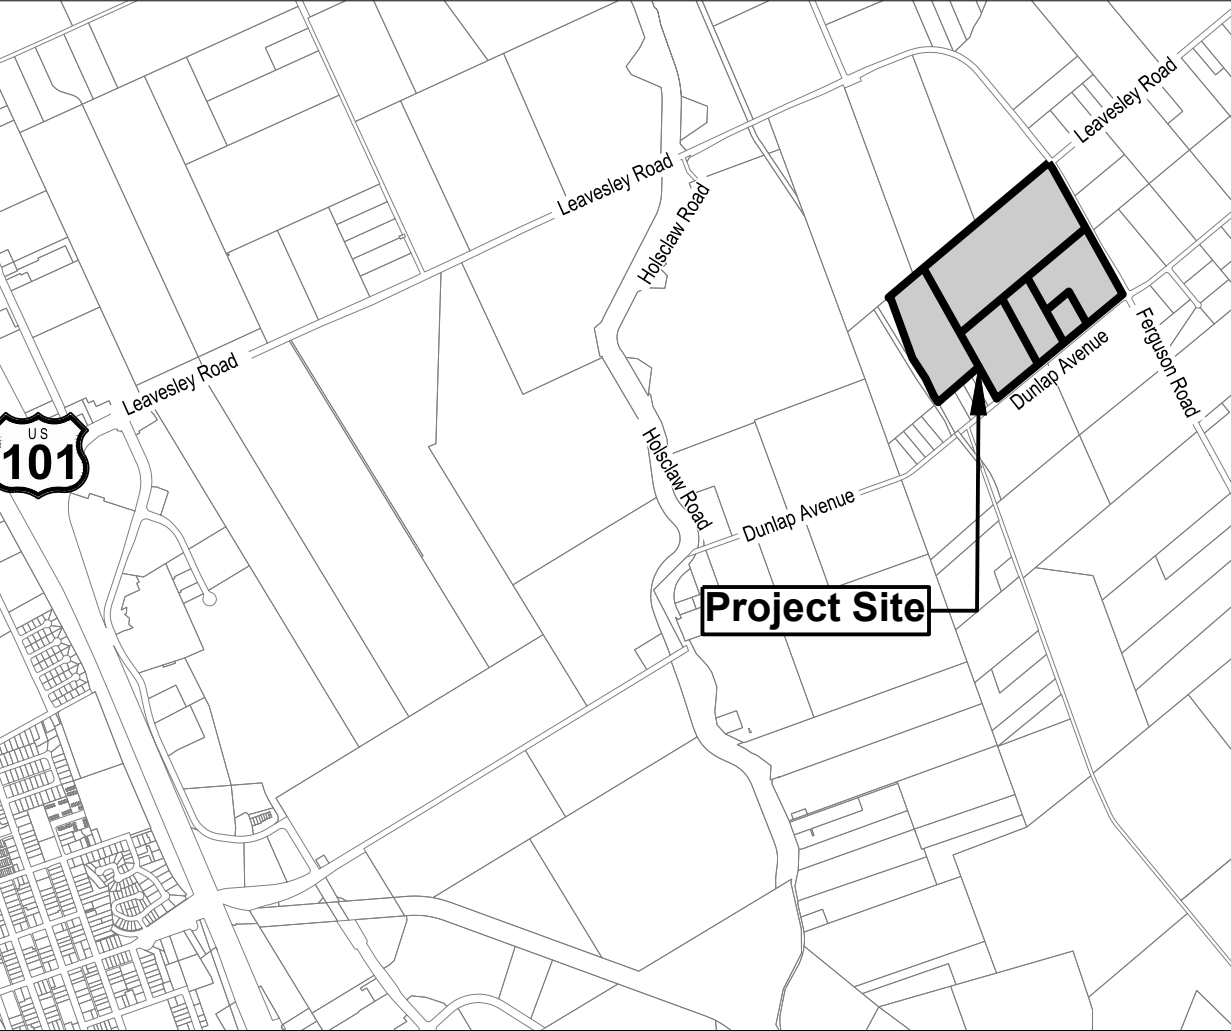 Leavesley Road
Leavesley Road
Holsclaw Road
Leavesley Road
Ferguson Road
Dunlap Avenue
US
101
Holsclaw Road
Dunlap Avenue
Project Site